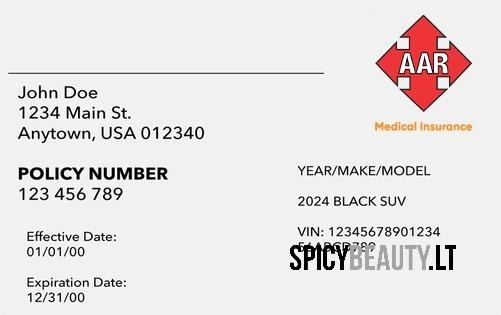 AAR
Medical Insurance
John Doe
1234 Main St.
Anytown, USA 012340
POLICY NUMBER
123 456 789
YEAR/MAKE/MODEL
2024 BLACK SUV
VIN: 12345678901234
56ABCD789
SPICYBEAUTY.LT
Effective Date:
01/01/00
Expiration Date:
12/31/00